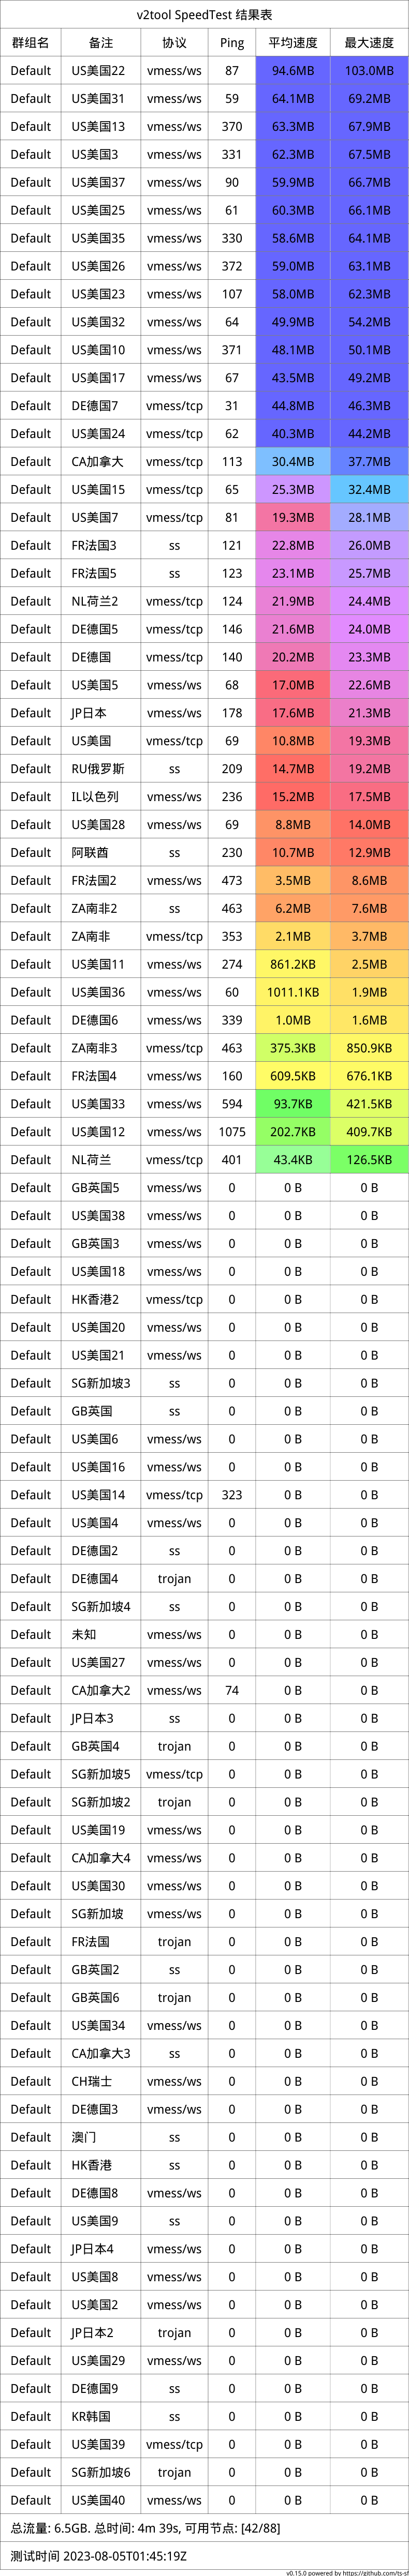 v2tool SpeedTest 结果表
群组名 备注 协议 Ping 平均速度 最大速度
Default US美国22 vmess/ws 87 94.6MB 103.0MB
Default US美国31 vmess/ws 59 64.1MB 69.2MB
Default US美国13 vmess/ws 370 63.3MB 67.9MB
Default US美国3 vmess/ws 331 62.3MB 67.5MB
Default US美国37 vmess/ws 90 59.9MB 66.7MB
Default US美国25 vmess/ws 61 60.3MB 66.1MB
Default US美国35 vmess/ws 330 58.6MB 64.1MB
Default US美国26 vmess/ws 372 59.0MB 63.1MB
Default US美国23 vmess/ws 107 58.0MB 62.3MB
Default US美国32 vmess/ws 64 49.9MB 54.2MB
Default US美国10 vmess/ws 371 48.1MB 50.1MB
Default US美国17 vmess/ws 67 43.5MB 49.2MB
Default DE德国7 vmess/tcp 31 44.8MB 46.3MB
Default US美国24 vmess/ws 62 40.3MB 44.2MB
Default CA加拿大 vmess/tcp 113 30.4MB 37.7MB
Default US美国15 vmess/tcp 65 25.3MB 32.4MB
Default US美国7 vmess/tcp 81 19.3MB 28.1MB
Default FR法国3 ss 121 22.8MB 26.0MB
Default FR法国5 ss 123 23.1MB 25.7MB
Default NL荷兰2 vmess/tcp 124 21.9MB 24.4MB
Default DE德国5 vmess/tcp 146 21.6MB 24.0MB
Default DE德国 vmess/tcp 140 20.2MB 23.3MB
Default US美国5 vmess/ws 68 17.0MB 22.6MB
Default JP日本 vmess/ws 178 17.6MB 21.3MB
Default US美国 vmess/tcp 69 10.8MB 19.3MB
Default RU俄罗斯 ss 209 14.7MB 19.2MB
Default IL以色列 vmess/ws 236 15.2MB 17.5MB
Default US美国28 vmess/ws 69 8.8MB 14.0MB
Default 阿联酋 ss 230 10.7MB 12.9MB
Default FR法国2 vmess/ws 473 3.5MB 8.6MB
Default ZA南非2 ss 463 6.2MB 7.6MB
Default ZA南非 vmess/tcp 353 2.1MB 3.7MB
Default US美国11 vmess/ws 274 861.2KB 2.5MB
Default US美国36 vmess/ws 60 1011.1KB 1.9MB
Default DE德国6 vmess/ws 339 1.0MB 1.6MB
Default ZA南非3 vmess/tcp 463 375.3KB 850.9KB
Default FR法国4 vmess/ws 160 609.5KB 676.1KB
Default US美国33 vmess/ws 594 93.7KB 421.5KB
Default US美国12 vmess/ws 1075 202.7KB 409.7KB
Default NL荷兰 vmess/tcp 401 43.4KB 126.5KB
Default GB英国5 vmess/ws 0 0 B 0 B
Default US美国38 vmess/ws 0 0 B 0 B
Default GB英国3 vmess/ws 0 0 B 0 B
Default US美国18 vmess/ws 0 0 B 0 B
Default HK香港2 vmess/tcp 0 0 B 0 B
Default US美国20 vmess/ws 0 0 B 0 B
Default US美国21 vmess/ws 0 0 B 0 B
Default SG新加坡3 ss 0 0 B 0 B
Default GB英国 ss 0 0 B 0 B
Default US美国6 vmess/ws 0 0 B 0 B
Default US美国16 vmess/ws 0 0 B 0 B
Default US美国14 vmess/tcp 323 0 B 0 B
Default US美国4 vmess/ws 0 0 B 0 B
Default DE德国2 ss 0 0 B 0 B
Default DE德国4 trojan 0 0 B 0 B
Default SG新加坡4 ss 0 0 B 0 B
Default 未知 vmess/ws 0 0 B 0 B
Default US美国27 vmess/ws 0 0 B 0 B
Default CA加拿大2 vmess/ws 74 0 B 0 B
Default JP日本3 ss 0 0 B 0 B
Default GB英国4 trojan 0 0 B 0 B
Default SG新加坡5 vmess/tcp 0 0 B 0 B
Default SG新加坡2 trojan 0 0 B 0 B
Default US美国19 vmess/ws 0 0 B 0 B
Default CA加拿大4 vmess/ws 0 0 B 0 B
Default US美国30 vmess/ws 0 0 B 0 B
Default SG新加坡 vmess/ws 0 0 B 0 B
Default FR法国 trojan 0 0 B 0 B
Default GB英国2 ss 0 0 B 0 B
Default GB英国6 trojan 0 0 B 0 B
Default US美国34 vmess/ws 0 0 B 0 B
Default CA加拿大3 ss 0 0 B 0 B
Default CH瑞士 vmess/ws 0 0 B 0 B
Default DE德国3 vmess/ws 0 0 B 0 B
Default 澳门 ss 0 0 B 0 B
Default HK香港 ss 0 0 B 0 B
Default DE德国8 vmess/ws 0 0 B 0 B
Default US美国9 ss 0 0 B 0 B
Default JP日本4 vmess/ws 0 0 B 0 B
Default US美国8 vmess/ws 0 0 B 0 B
Default US美国2 vmess/ws 0 0 B 0 B
Default JP日本2 trojan 0 0 B 0 B
Default US美国29 vmess/ws 0 0 B 0 B
Default DE德国9 ss 0 0 B 0 B
Default KR韩国 ss 0 0 B 0 B
Default US美国39 vmess/tcp 0 0 B 0 B
Default SG新加坡6 trojan 0 0 B 0 B
Default US美国40 vmess/ws 0 0 B 0 B
总流量: 6.5GB. 总时间: 4m 39s, 可用节点: [42/88]
测试时间 2023-08-05T01:45:19Z
v0.15.0 powered by https://github.com/ts-sf